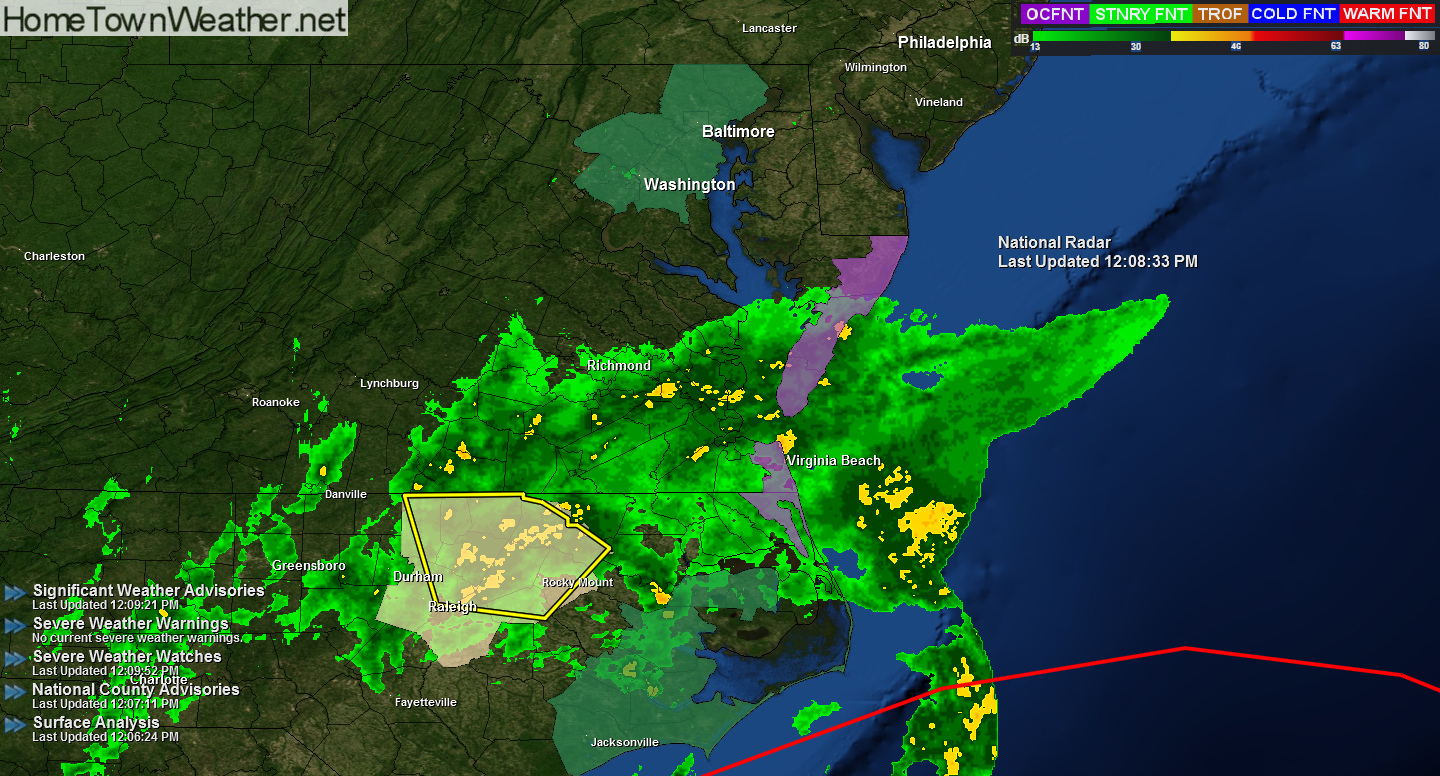 HomeTownWeather.net
OCFNT STNRY FNT TROF COLD FNT WARM FNT
dB
13 30 46 63 80
Lancaster
Philadelphia
Wilmington
Vineland
Baltimore
Washington
National Radar
Last Updated 12:08:33 PM
Charleston
Richmond
Lynchburg
Roanoke
Virginia Beach
Danville
Greensboro
Durham
Rocky Mount
Raleigh
Significant Weather Advisories
Last Updated 12:09:21 PM
Severe Weather Warnings
No current severe weather warnings.
Severe Weather Watches
Last Updated 12:09:52 PM
Charlotte
National County Advisories
Last Updated 12:07:11 PM
Fayetteville
Surface Analysis
Last Updated 12:06:24 PM
Jacksonville